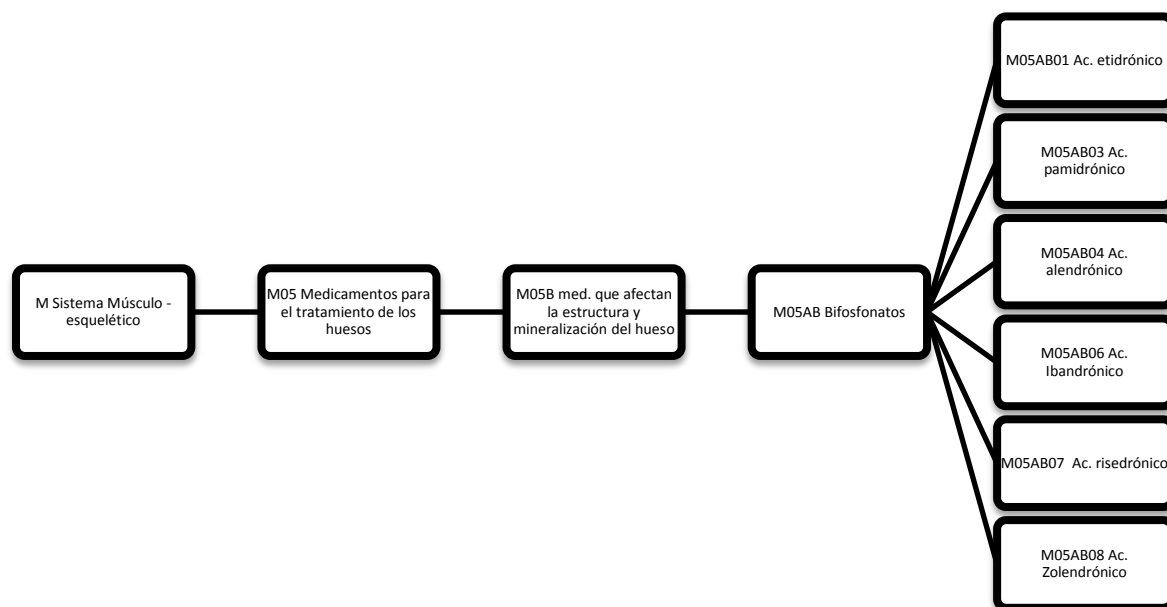 M Sistema Músculo -
esquelético
M05 Medicamentos para
el tratamiento de los
huesos
M05B med. que afectan
la estructura y
mineralización del hueso
M05AB Bifosfonatos
M05AB01 Ac. etidrónico
M05AB03 Ac.
pamidrónico
M05AB04 Ac.
alendrónico
M05AB06 Ac.
Ibandrónico
M05AB07  Ac. risedrónico
M05AB08 Ac.
Zolendrónico